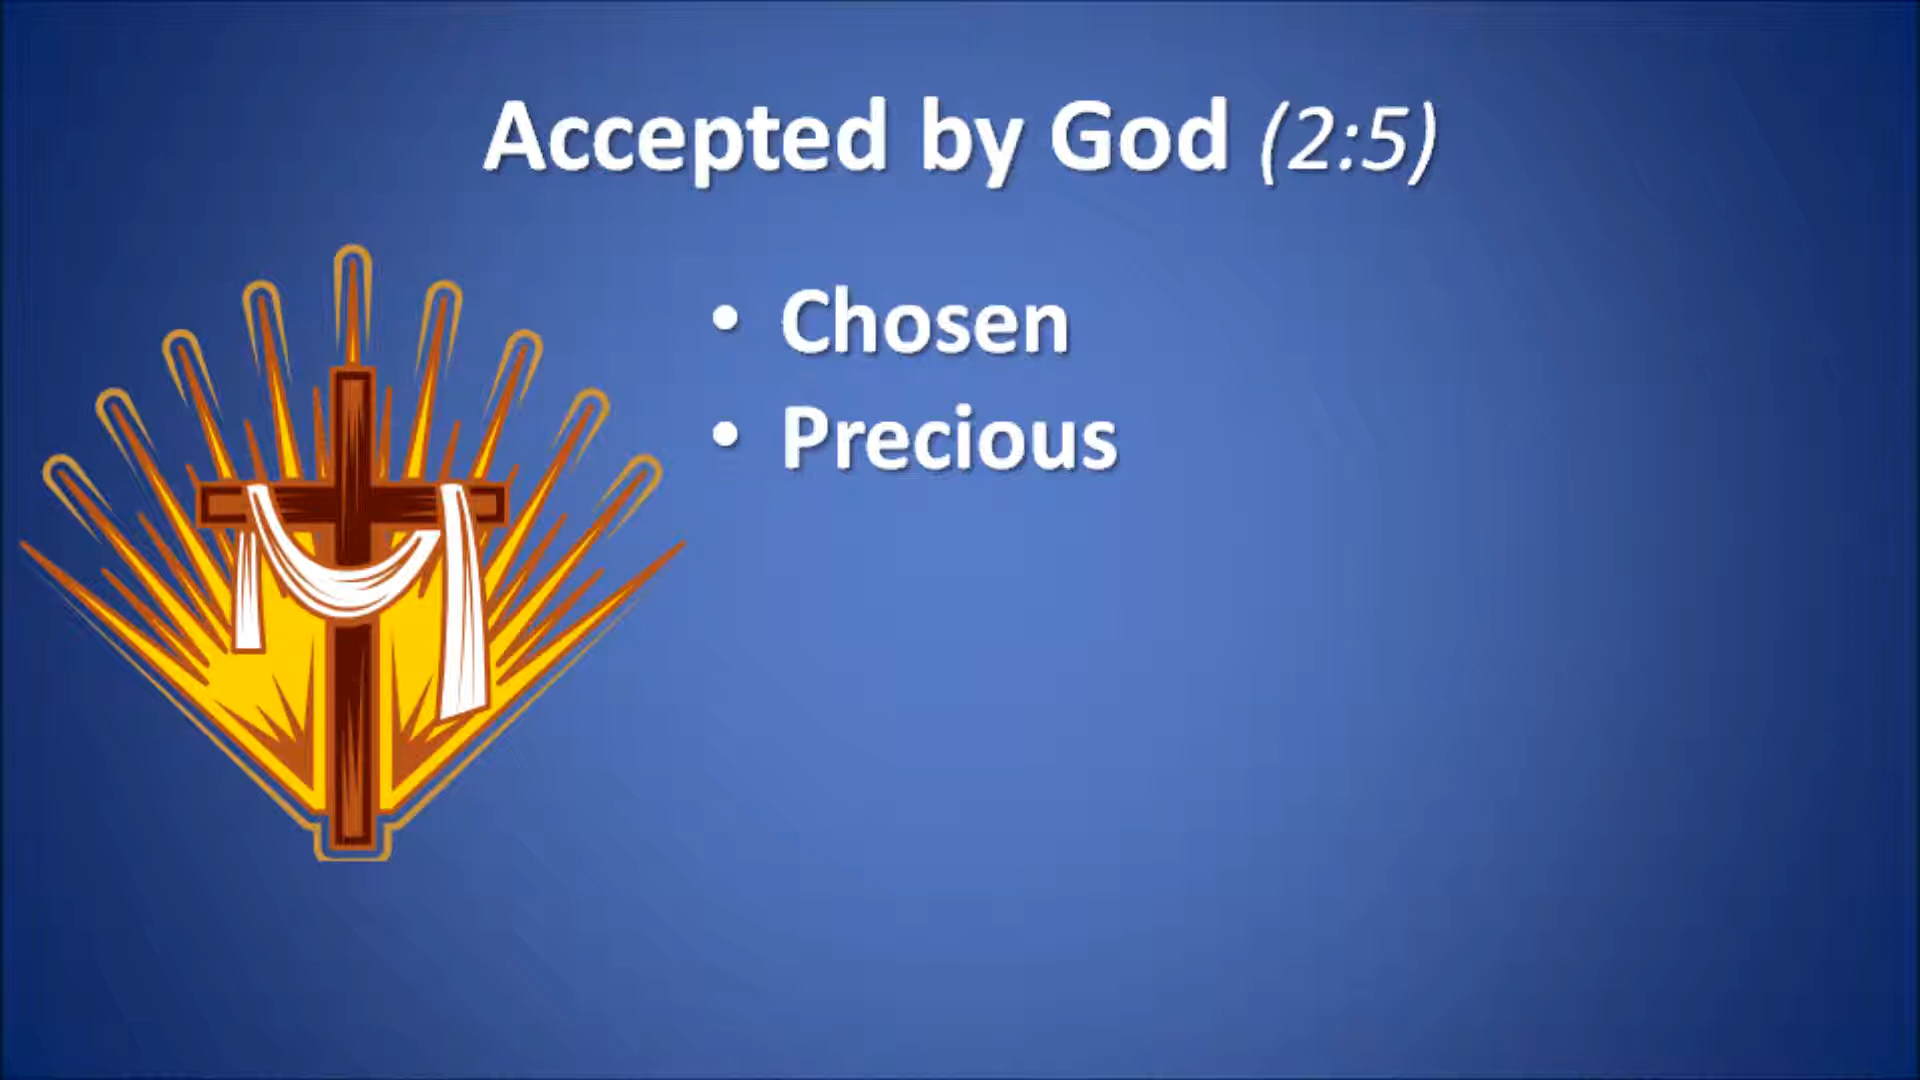 Accepted by God (2:5)
• Chosen
• Precious